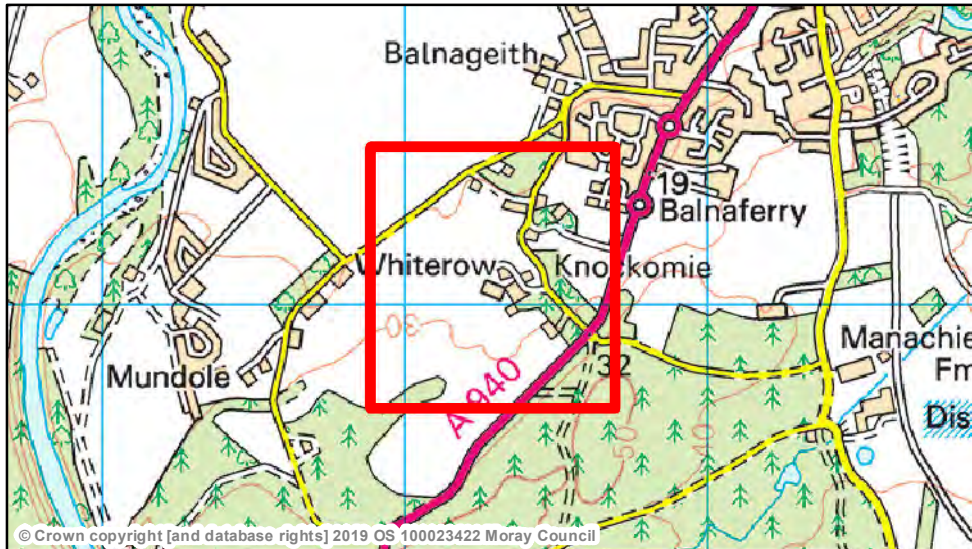 Balnageith
19
Balnaferry
Whiterow
Knockomie
30
Manachie
Fm
Mundole
32
A 940
50
40
Dis
© Crown copyright [and database rights] 2019 OS 100023422 Moray Council